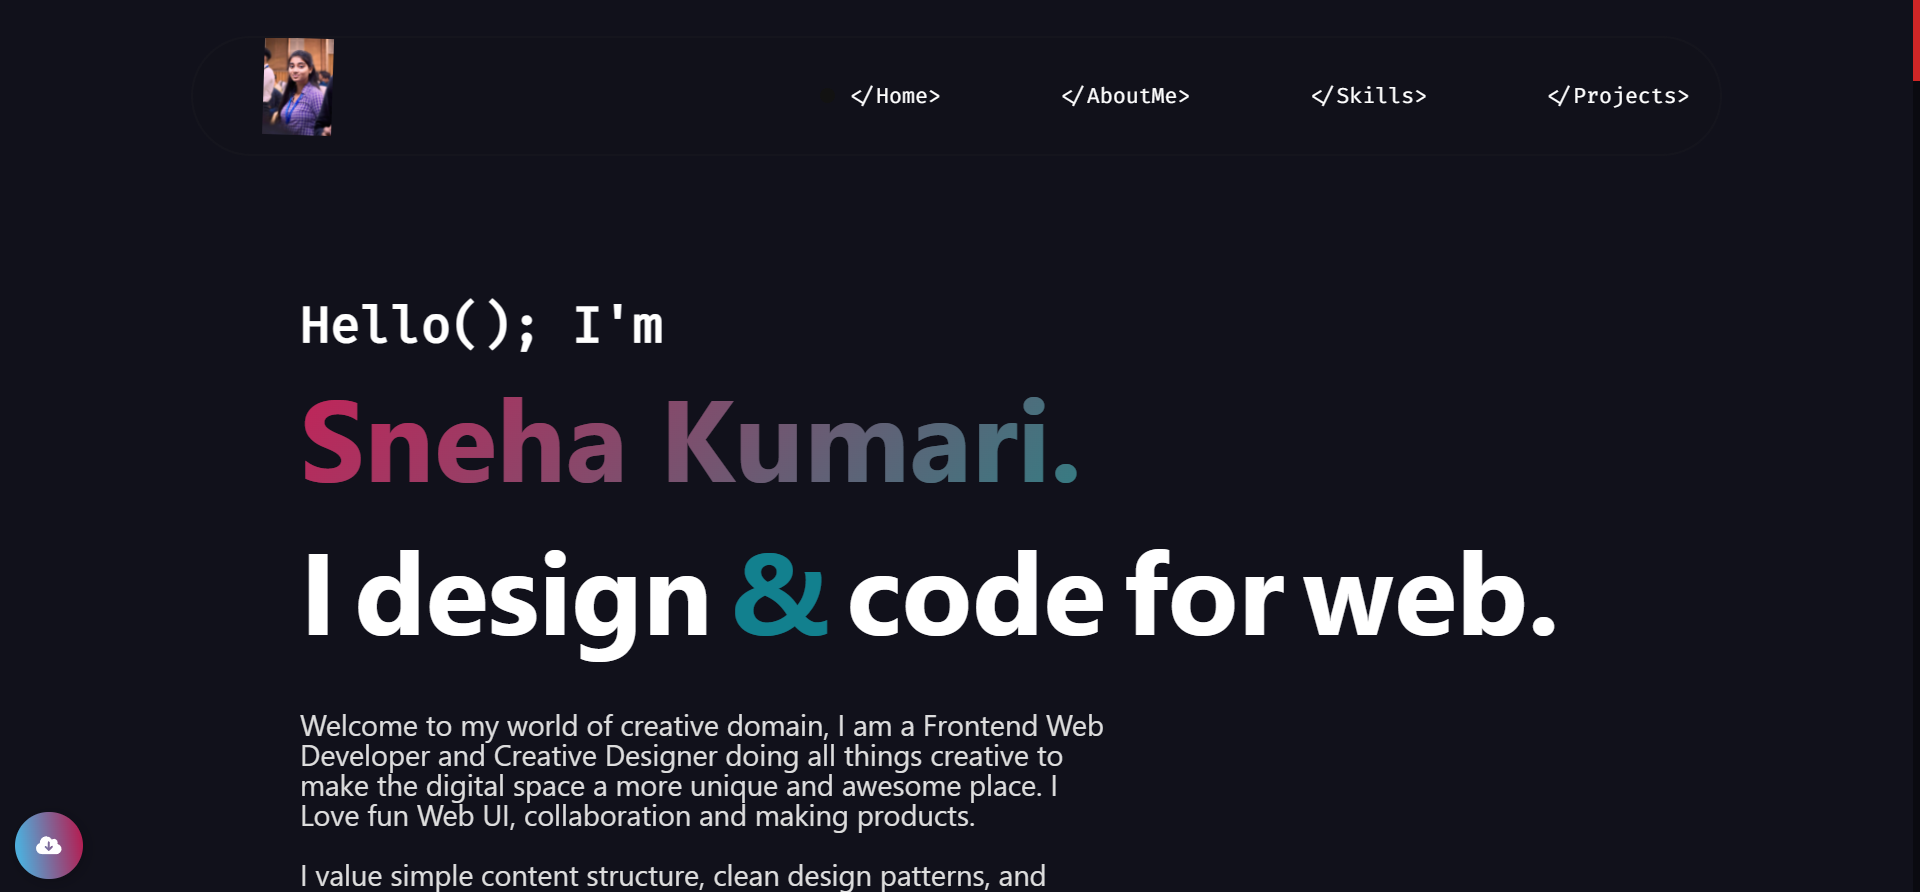 </Home> </AboutMe> </Skills> </Projects>
Hello(); I'm
Sneha Kumari.
I design & code for web.
Welcome to my world of creative domain, I am a Frontend Web
Developer and Creative Designer doing all things creative to
make the digital space a more unique and awesome place. I
Love fun Web UI, collaboration and making products.
I value simple content structure, clean design patterns, and